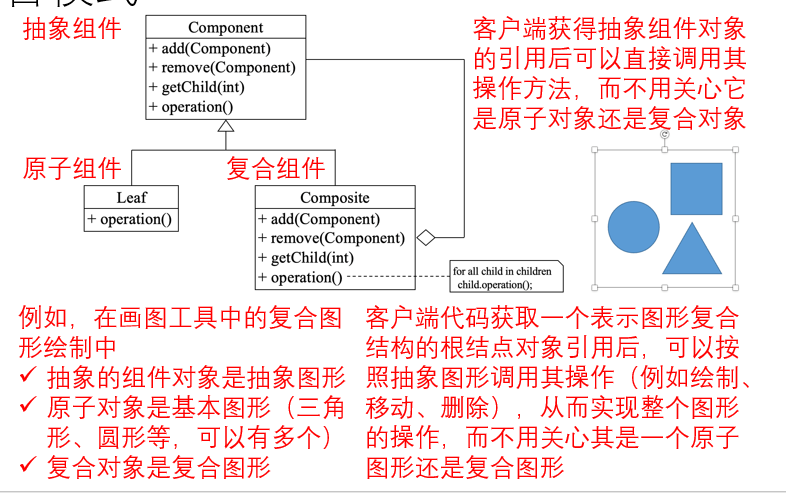 抽象组件
Component
+ add(Component)
+ remove(Component)
+ getChild(int)
+ operation()
客户端获得抽象组件对象
的引用后可以直接调用其
操作方法，而不用关心它
是原子对象还是复合对象
原子组件
复合组件
Leaf
+ operation()
Composite
+ add(Component)
+ remove(Component)
+ getChild(int)
+ operation()
for all child in children
child.operation();
例如，在画图工具中的复合图
形绘制中
✓ 抽象的组件对象是抽象图形
✓ 原子对象是基本图形（三角
形、圆形等，可以有多个）
✓ 复合对象是复合图形
客户端代码获取一个表示图形复合
结构的根结点对象引用后，可以按
照抽象图形调用其操作（例如绘制、
移动、删除），从而实现整个图形
的操作，而不用关心其是一个原子
图形还是复合图形